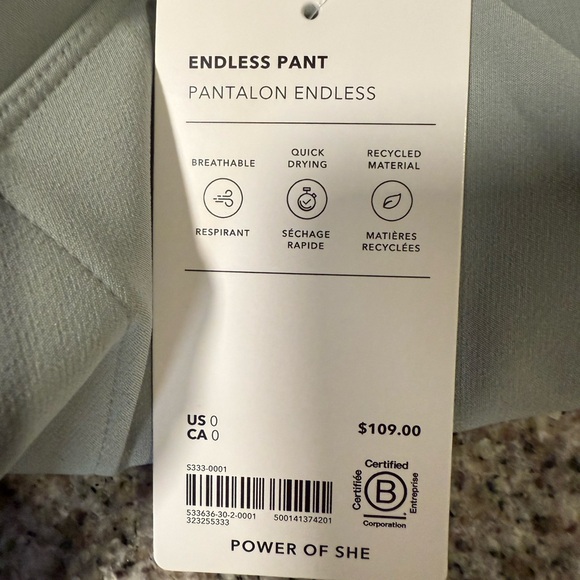 ENDLESS PANT
PANTALON ENDLESS
BREATHABLE
RESPIRANT
QUICK
DRYING
SÉCHAGE
RAPIDE
RECYCLED
MATERIAL
MATIÈRES
RECYCLÉES
US 0
CA 0
$109.00
S333-0001
533636-30-2-0001 500141374201
323255333
Certified
Certifiée
B
Entreprise
Corporation
POWER OF SHE